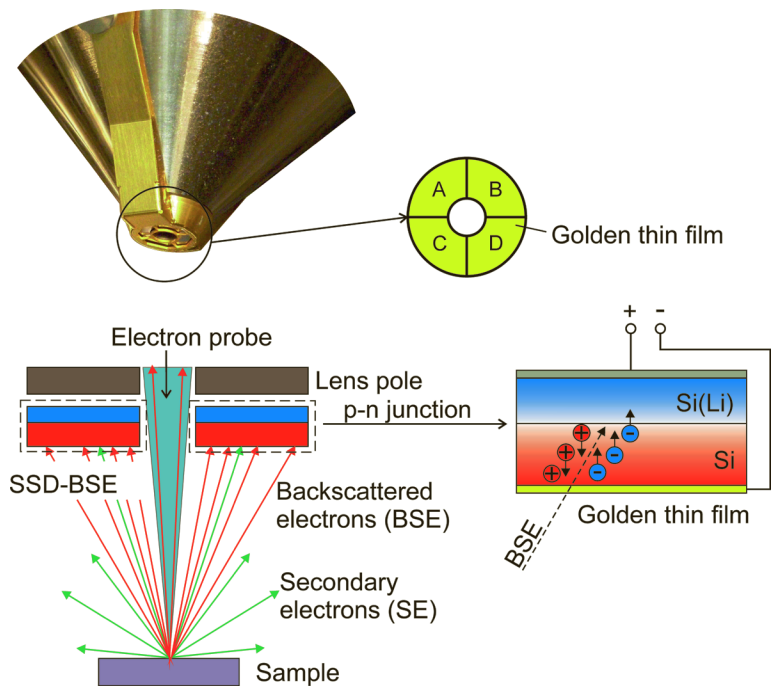 A
B
C
D
Golden thin film
Electron probe
Lens pole
p-n junction
SSD-BSE
Backscattered
electrons (BSE)
Secondary
electrons (SE)
Sample
+ -
Si(Li)
+ -
+ -
+ -
Si
BSE
Golden thin film